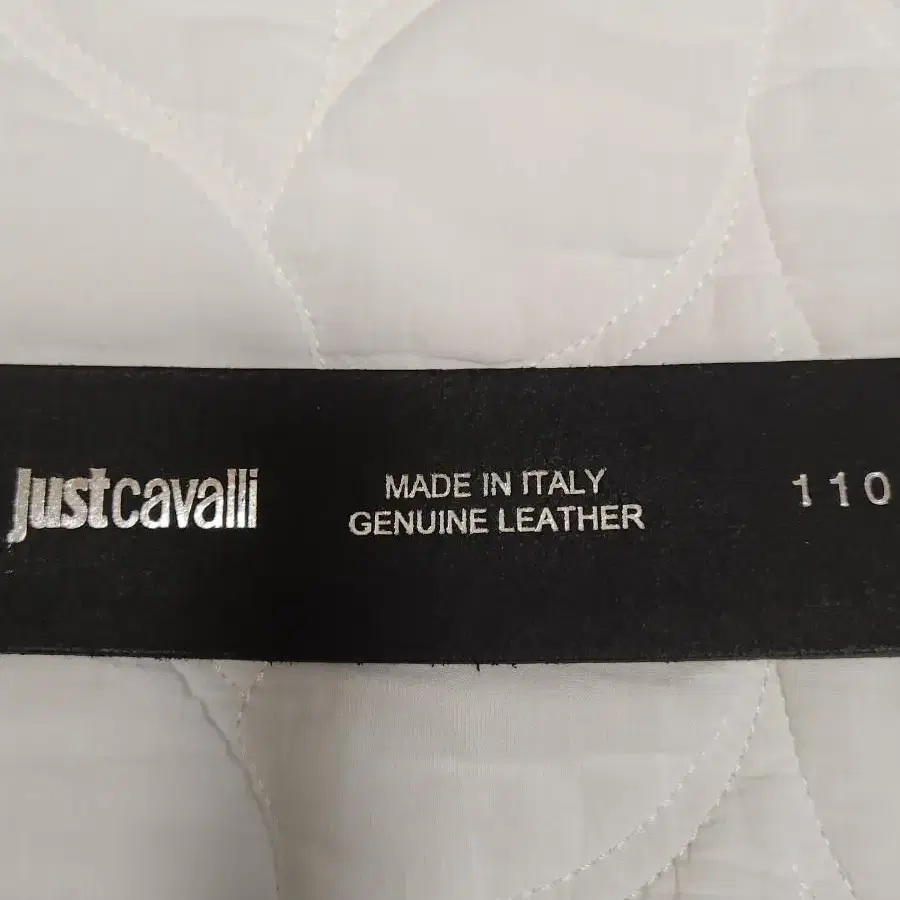 justcavalli
MADE IN ITALY
GENUINE LEATHER
110